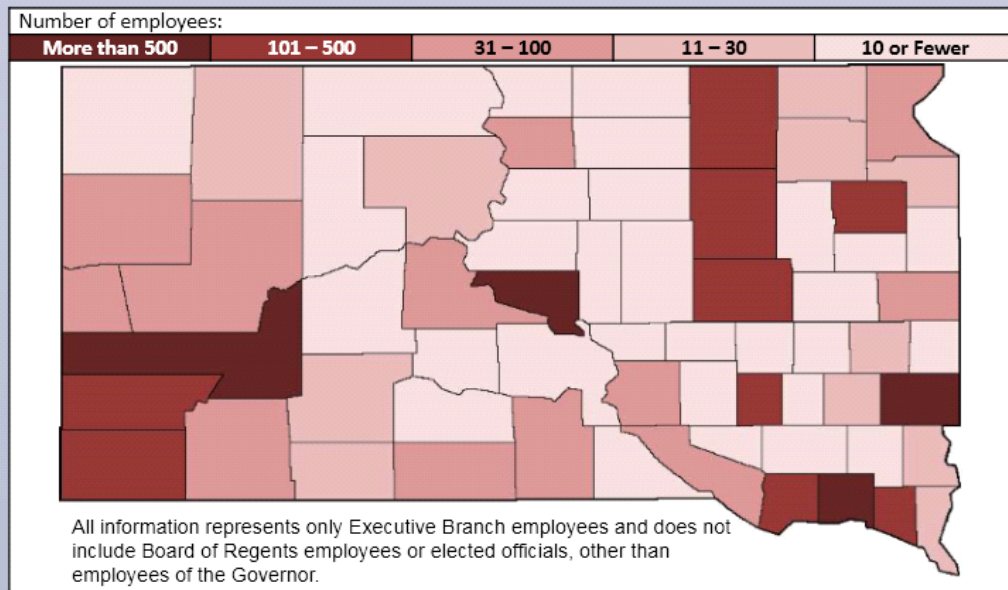 Number of employees:
More than 500 101 – 500 31 – 100 11 – 30 10 or Fewer
All information represents only Executive Branch employees and does not
include Board of Regents employees or elected officials, other than
employees of the Governor.